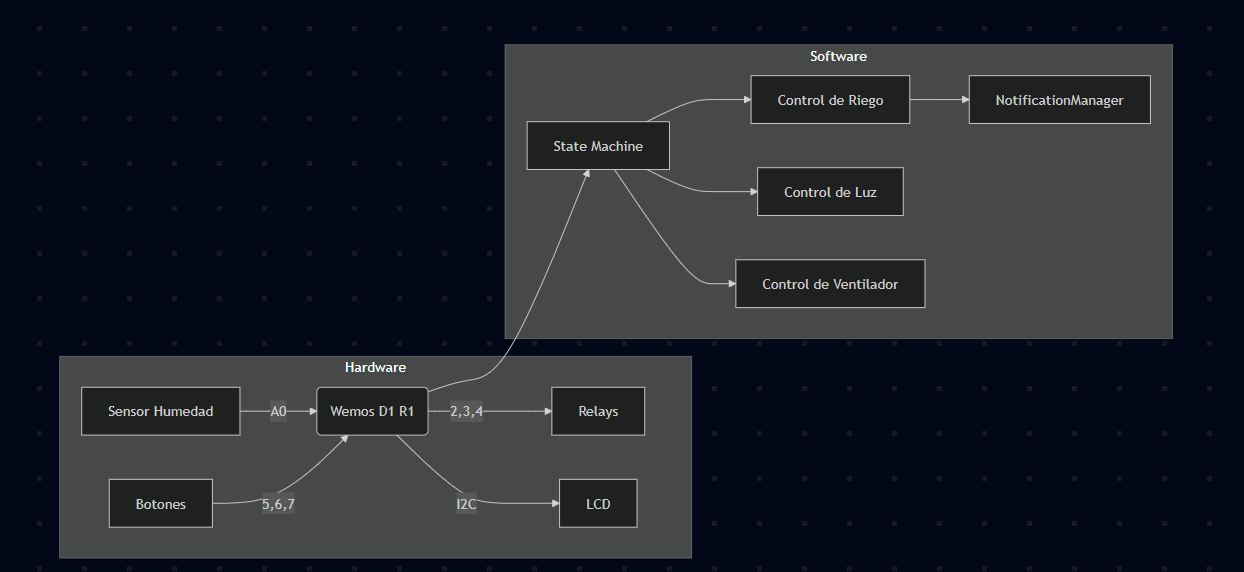 Software
Control de Riego
NotificationManager
State Machine
Control de Luz
Control de Ventilador
Hardware
Sensor Humedad
A0
Wemos D1 R1
2,3,4
Relays
Botones
5,6,7
I2C
LCD